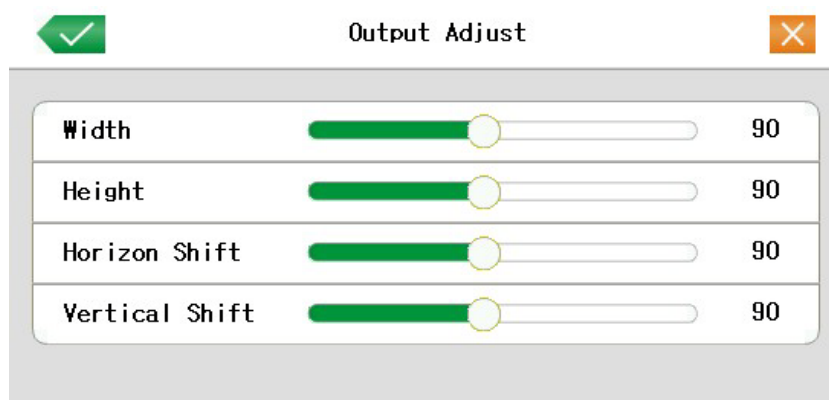 Output Adjust
Width 90
Height 90
Horizon Shift 90
Vertical Shift 90